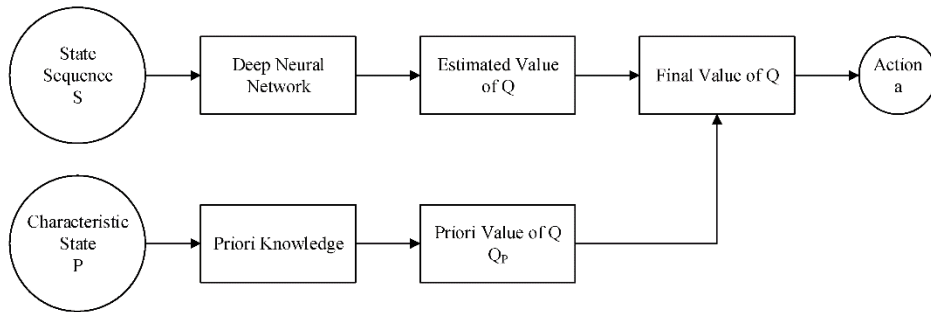 State
Sequence
S
Deep Neural
Network
Estimated Value
of Q
Final Value of Q
Action
a
Characteristic
State
P
Priori Knowledge
Priori Value of Q
Q_P